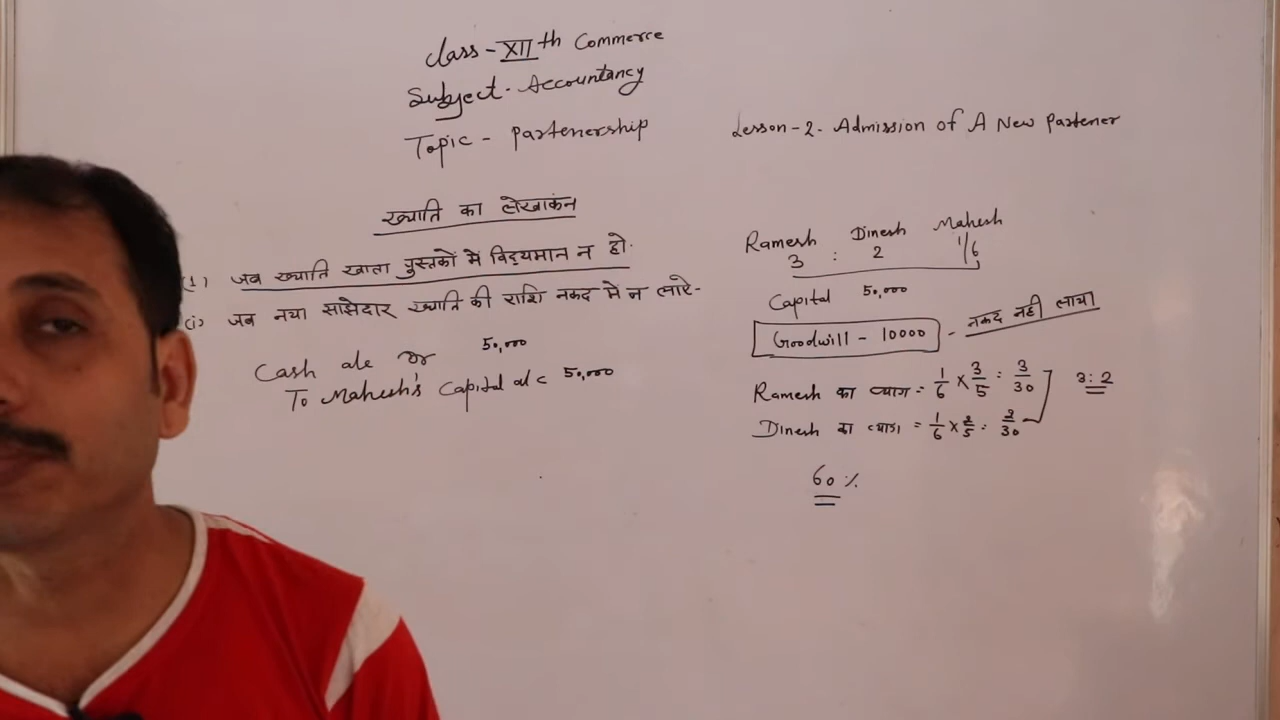 Class - XII th Commerce
Subject - Accountancy
Topic - Partenership
Lesson - 2. Admission of A New Partener
ख्याति का लेखाकंन
(1) जब ख्याति खाता पुस्तकों में विद्यमान न हो.
(i) जब नया साझेदार ख्याति की राशि नकद में न लाऐ-
Cash a/c Dr 50,000
To Mahesh's Capital a/c 50,000
Ramesh Dinesh Mahesh
3 : 2 1/6
Capital 50,000
Goodwill - 10000 - नकद नहीं लाया
Ramesh का त्याग = 1/6 × 3/5 = 3/30 3:2
Dinesh का त्याग = 1/6 × 2/5 = 2/30
60 %